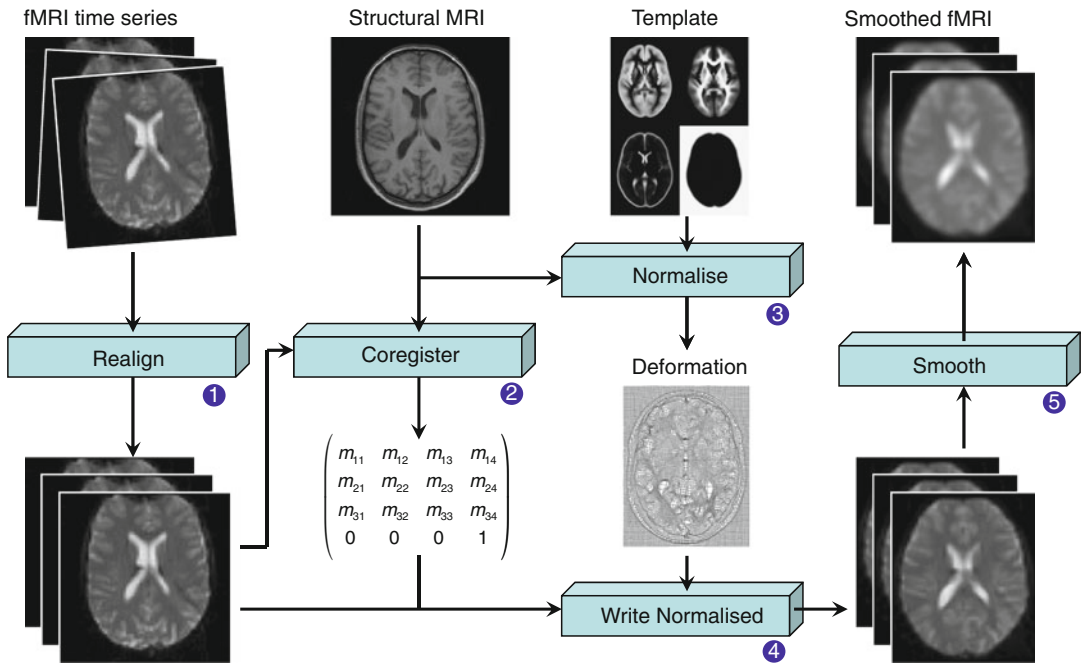 fMRI time series
Structural MRI
Template
Smoothed fMRI
Normalise
3
Realign
1
Coregister
2
Deformation
Smooth
5
m11 m12 m13 m14
m21 m22 m23 m24
m31 m32 m33 m34
0 0 0 1
Write Normalised
4